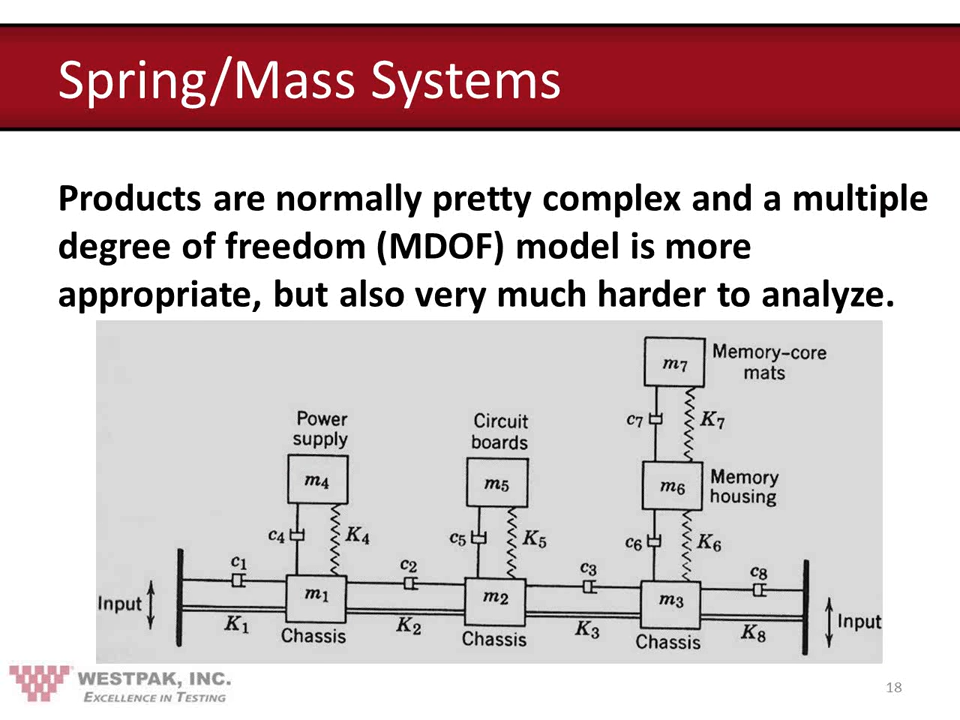 Spring/Mass Systems
Products are normally pretty complex and a multiple
degree of freedom (MDOF) model is more
appropriate, but also very much harder to analyze.
m7
Memory-core
mats
c7
K7
Power
supply
Circuit
boards
m4
m5
m6
Memory
housing
c4
K4
c5
K5
c6
K6
c1
c2
c3
c8
Input
m1
m2
m3
Input
K1
Chassis
K2
Chassis
K3
Chassis
K8
WESTPAK, INC.
EXCELLENCE IN TESTING
18